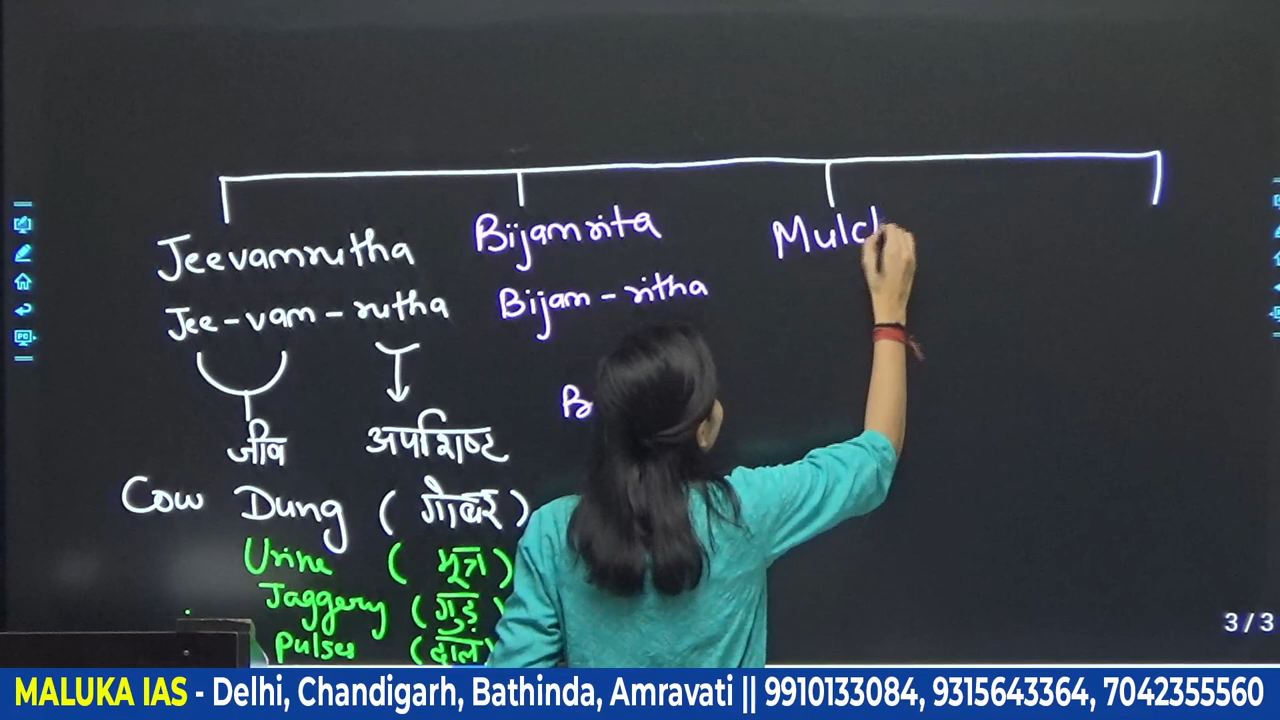 Jeevamrutha
Jee-vam-rutha
जीव अपशिष्ट
Cow Dung (गोबर)
Urine (मूत्र)
Jaggery (गुड़)
Pulses (दाल)
Bijamrita
Bijam-ritha
B
Mulch
3/3
MALUKA IAS - Delhi, Chandigarh, Bathinda, Amravati || 9910133084, 9315643364, 7042355560